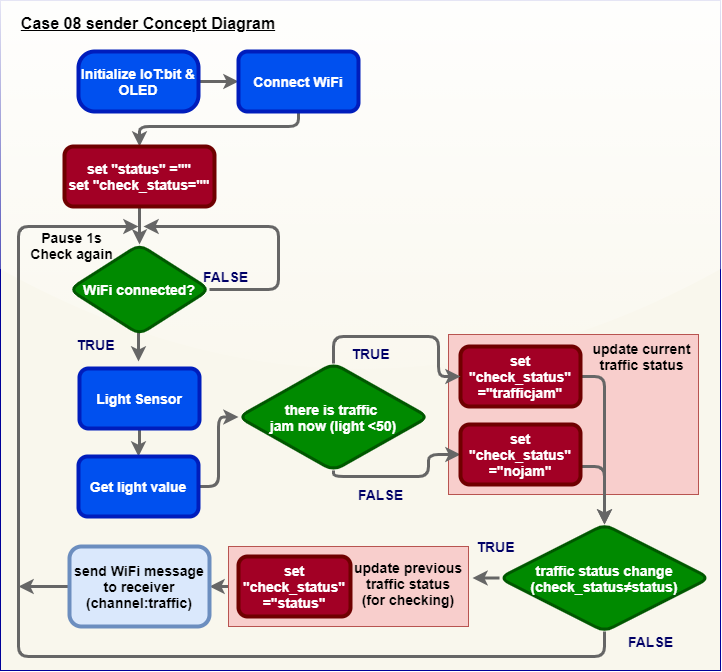 Case 08 sender Concept Diagram
Initialize IoT:bit &
OLED
Connect WiFi
set "status" =""
set "check_status=""
Pause 1s
Check again
WiFi connected?
FALSE
TRUE
Light Sensor
Get light value
there is traffic
jam now (light <50)
TRUE
FALSE
update current
traffic status
set
"check_status"
="trafficjam"
set
"check_status"
="nojam"
traffic status change
(check_status≠status)
TRUE
FALSE
update previous
traffic status
(for checking)
set
"check_status"
="status"
send WiFi message
to receiver
(channel:traffic)